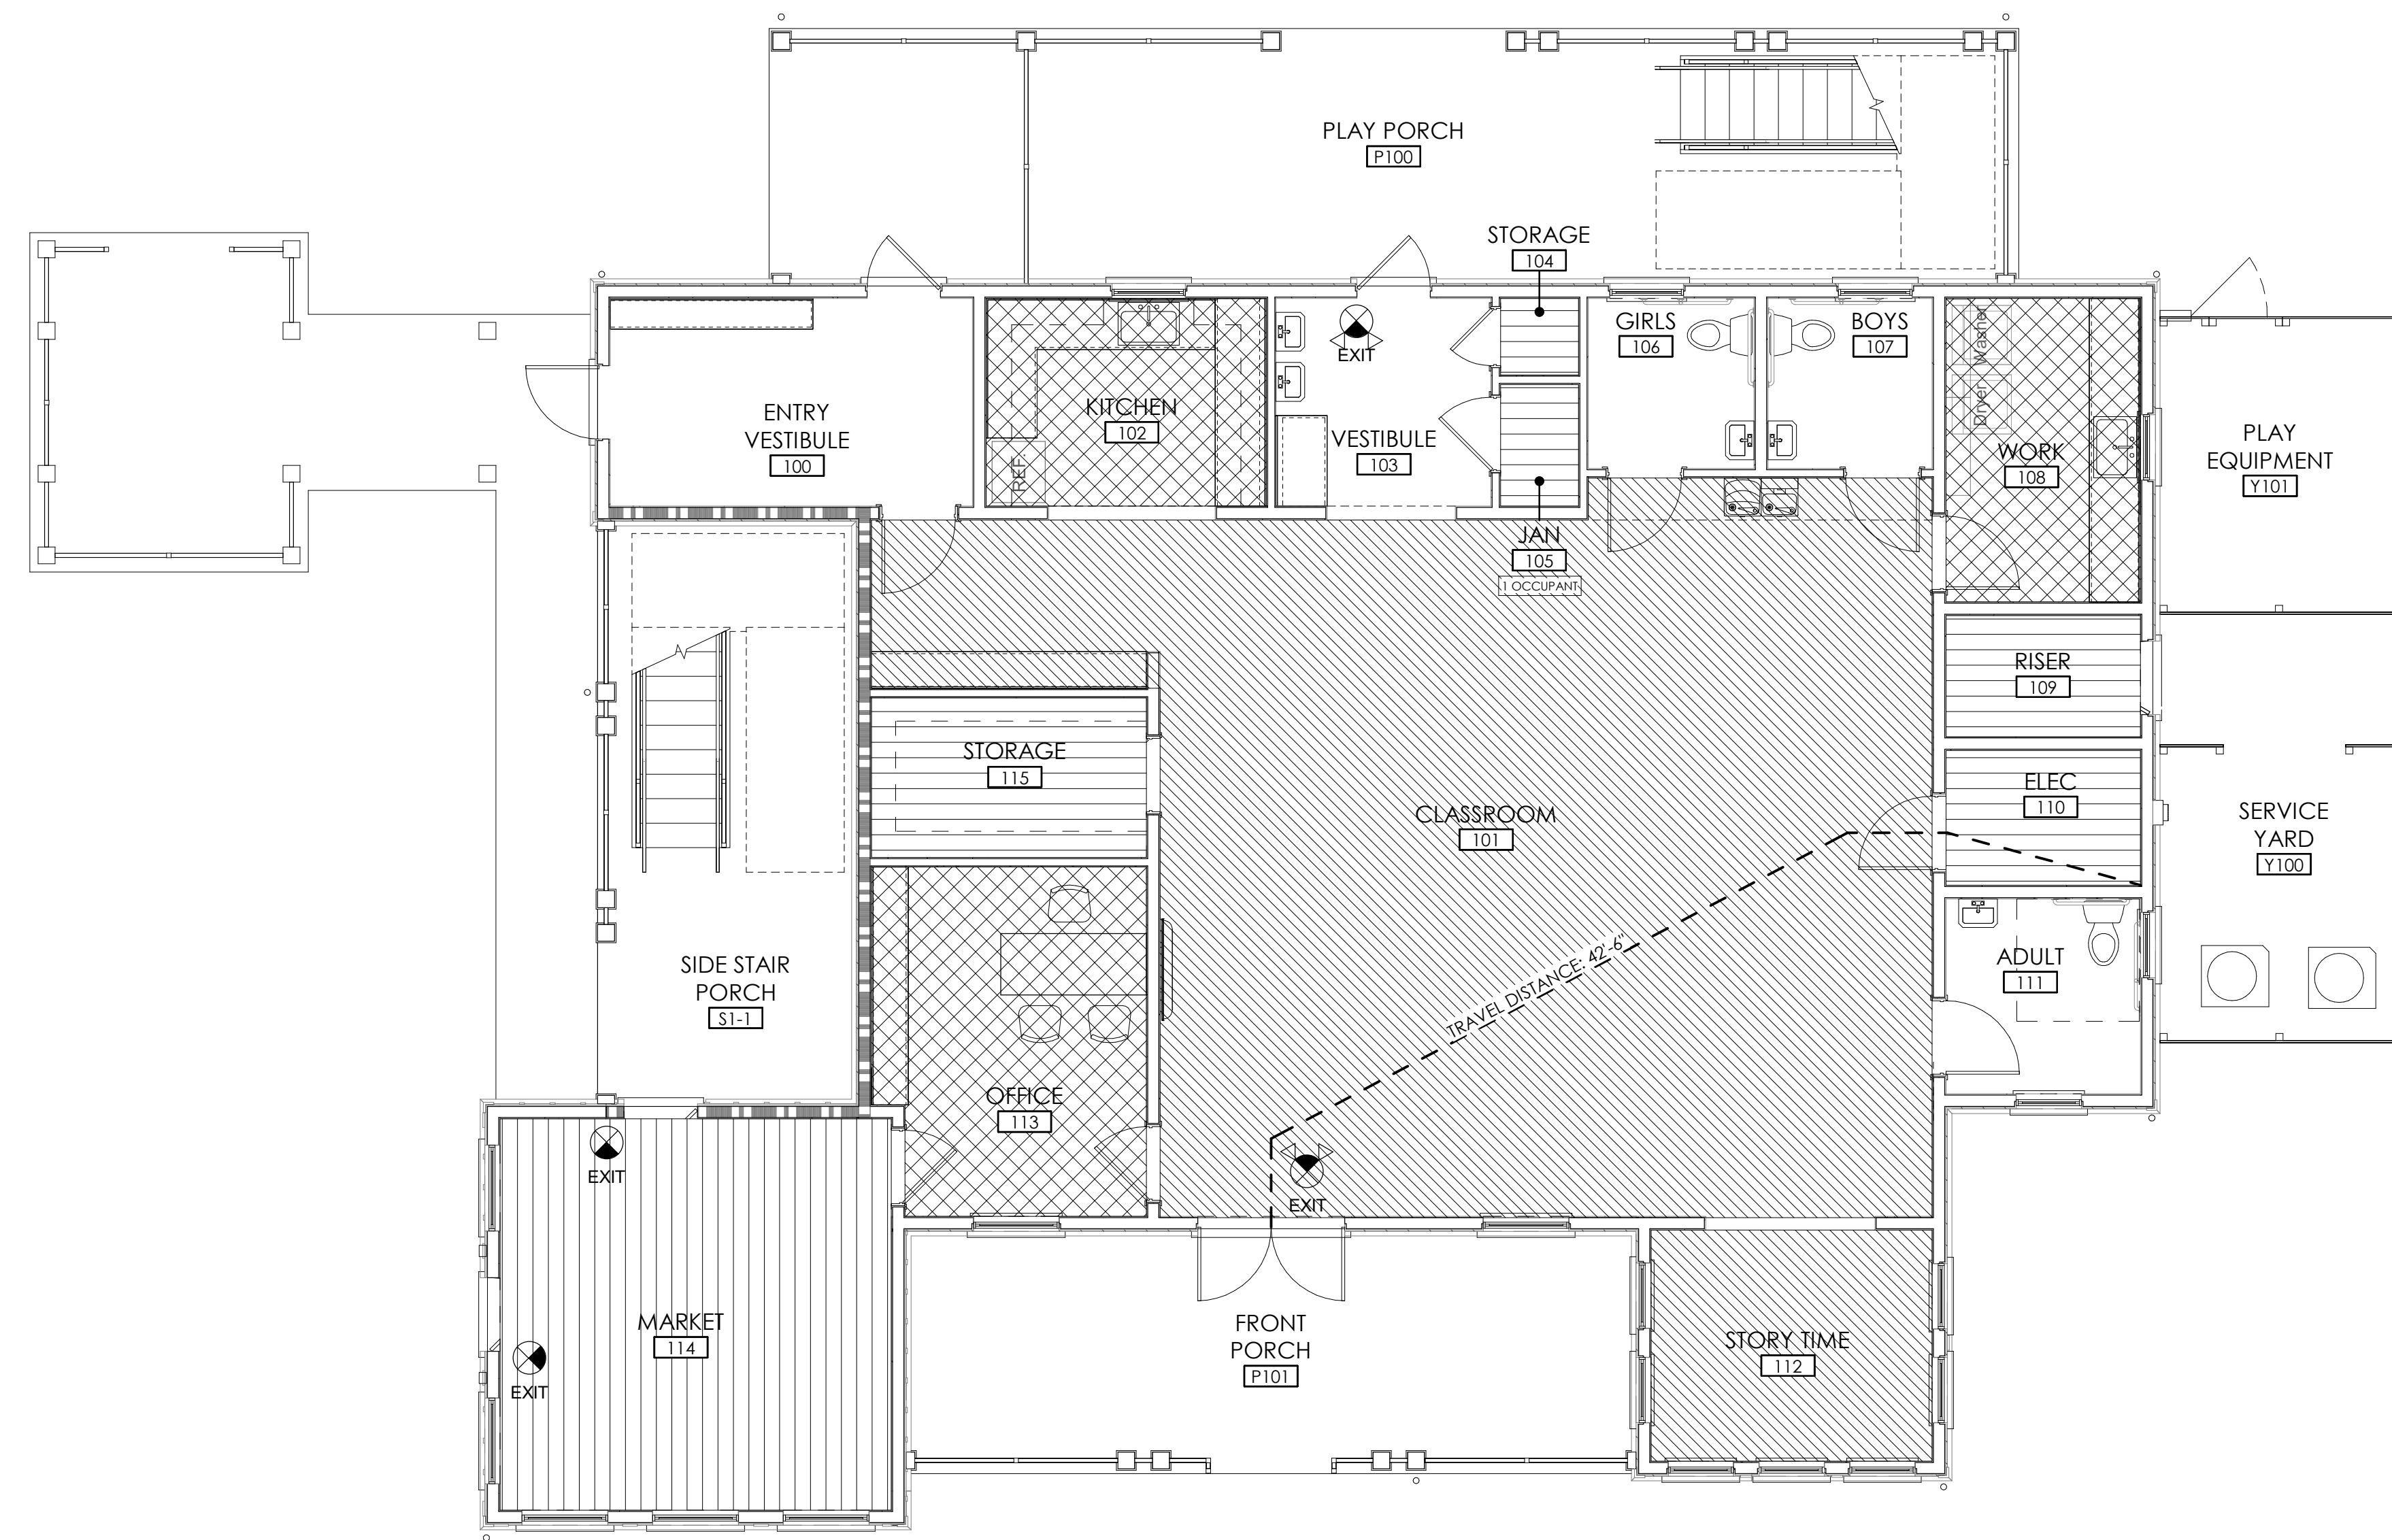 PLAY PORCH
P100
STORAGE
104
GIRLS
106
BOYS
107
EXIT
Washer
Dryer
ENTRY
VESTIBULE
100
KITCHEN
102
REF.
VESTIBULE
103
WORK
108
PLAY
EQUIPMENT
Y101
JAN
105
1 OCCUPANT
RISER
109
STORAGE
115
CLASSROOM
101
ELEC
110
SERVICE
YARD
Y100
TRAVEL DISTANCE: 42'-6"
ADULT
111
SIDE STAIR
PORCH
S1-1
OFFICE
113
EXIT
EXIT
MARKET
114
EXIT
FRONT
PORCH
P101
STORY TIME
112